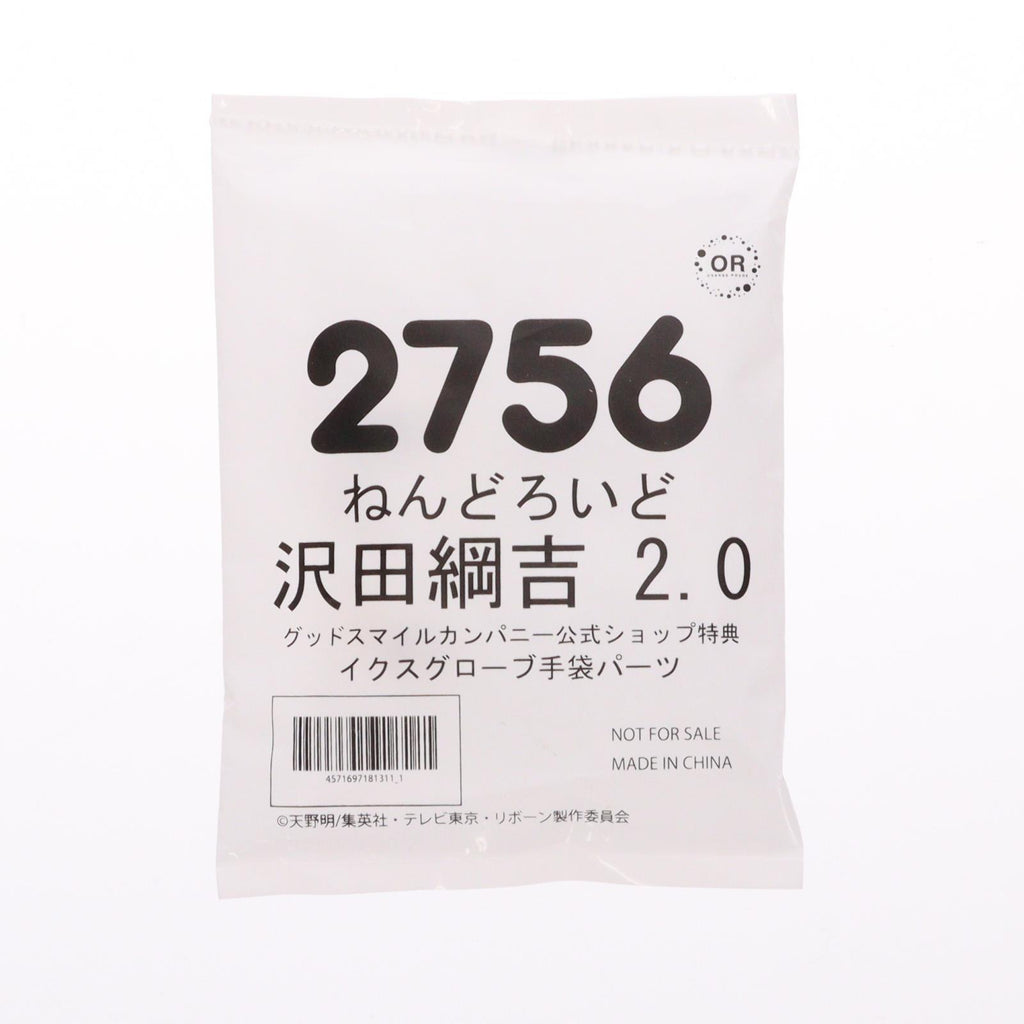 OR
ORANGE ROUGE
2756
ねんどろいど
沢田綱吉 2.0
グッドスマイルカンパニー公式ショップ特典
イクスグローブ手袋パーツ
NOT FOR SALE
MADE IN CHINA
4571697181311_1
©天野明/集英社・テレビ東京・リボーン製作委員会